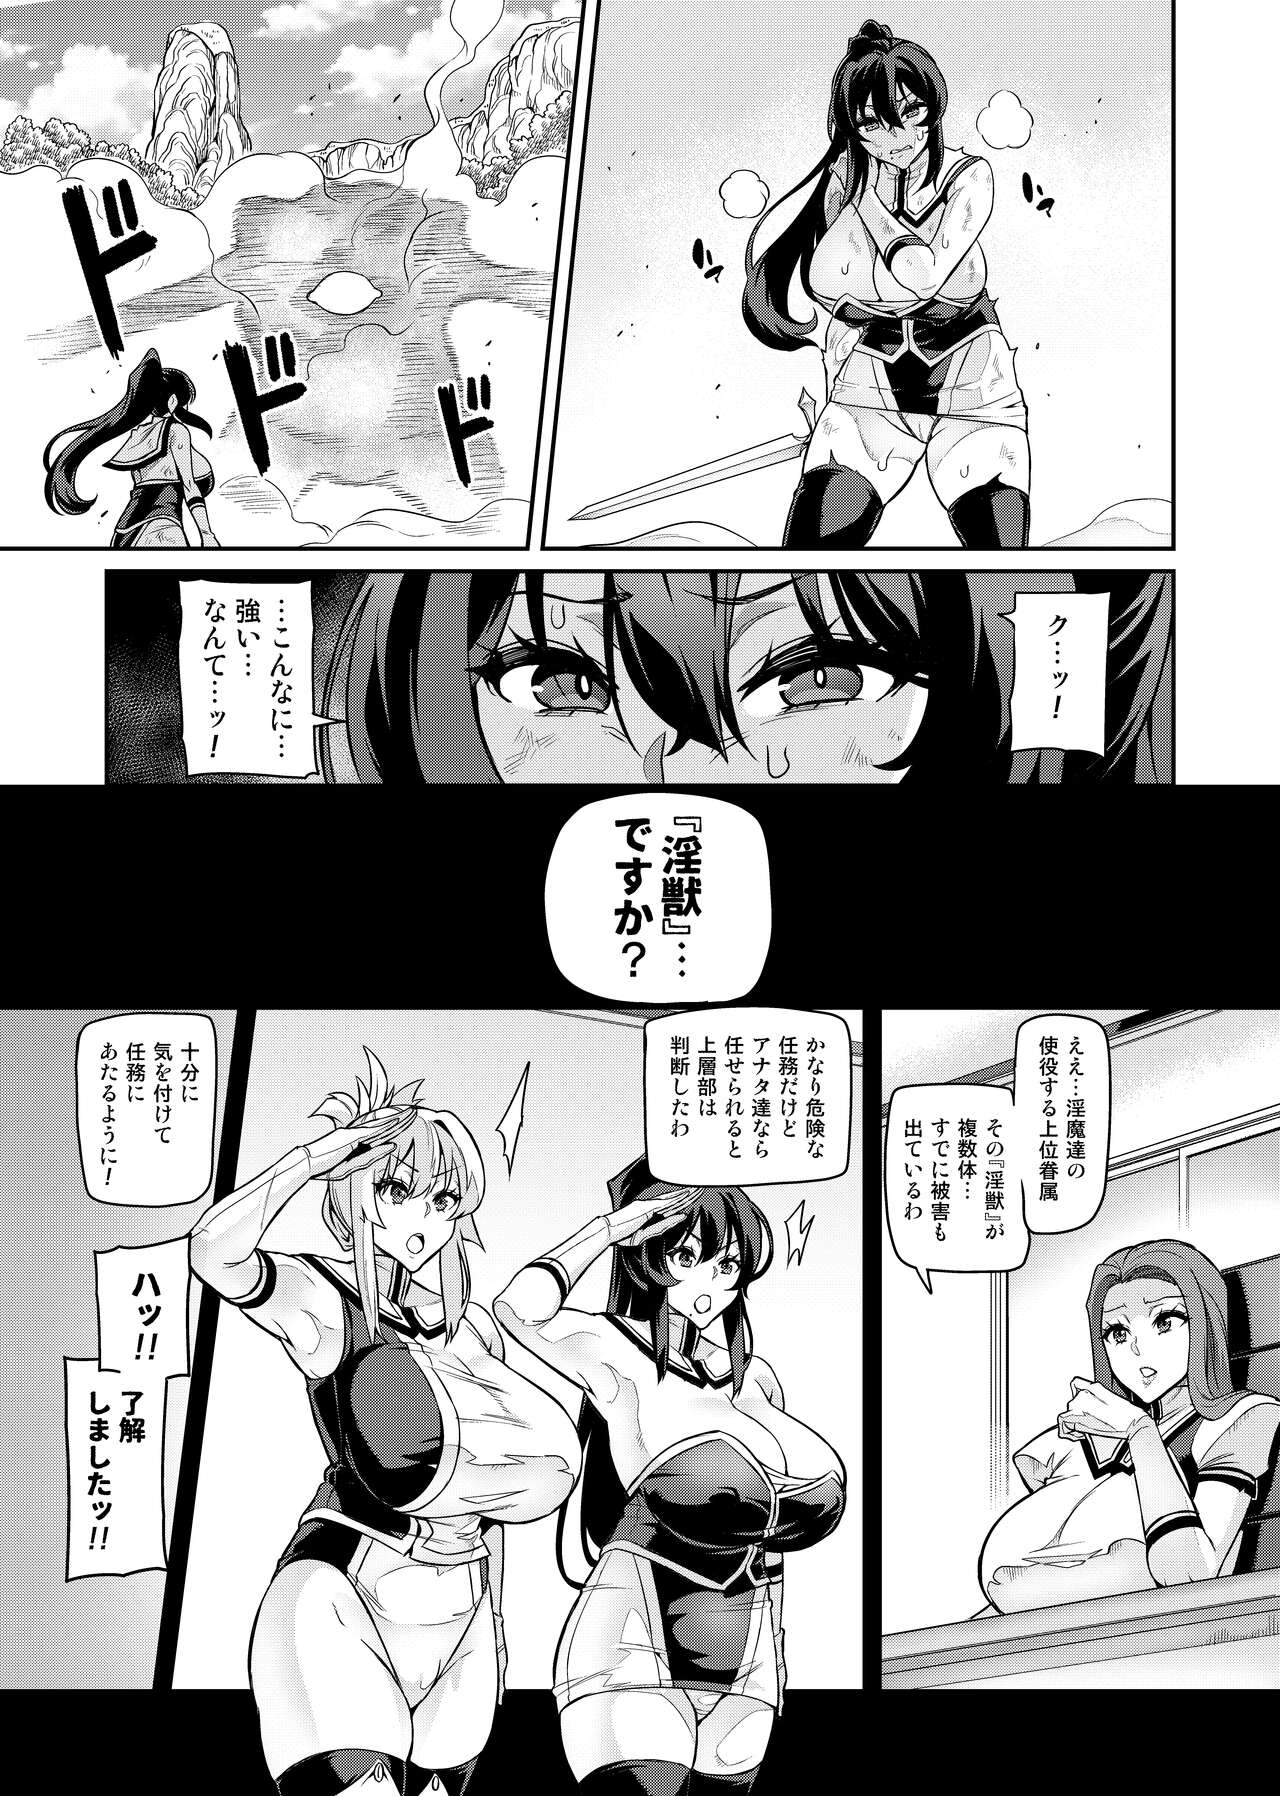 ド
ド
ド
ク…ッ！
…こんなに…
強い…
なんて…ッ！
『淫獣』…
ですか？
ええ…淫魔達の
使役する上位眷属
その『淫獣』が
複数体…
すでに被害も
出ているわ
かなり危険な
任務だけど
アナタ達なら
任せられると
上層部は
判断したわ
十分に
気を付けて
任務に
あたるように！
ハッ！！
了解
しましたッ！！